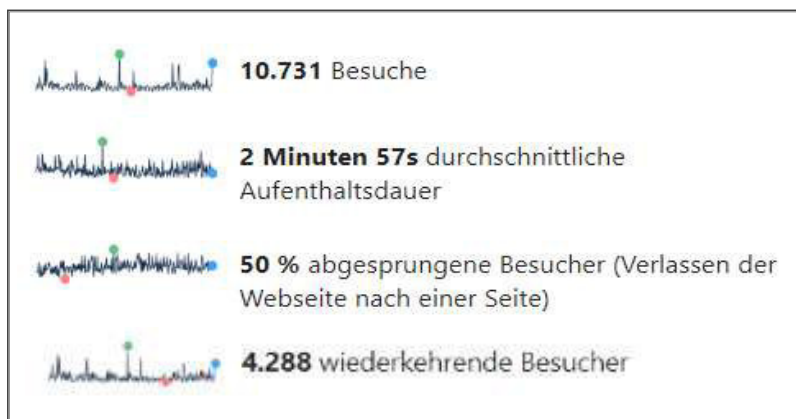 10.731 Besuche
2 Minuten 57s durchschnittliche
Aufenthaltsdauer
50 % abgesprungene Besucher (Verlassen der
Webseite nach einer Seite)
4.288 wiederkehrende Besucher